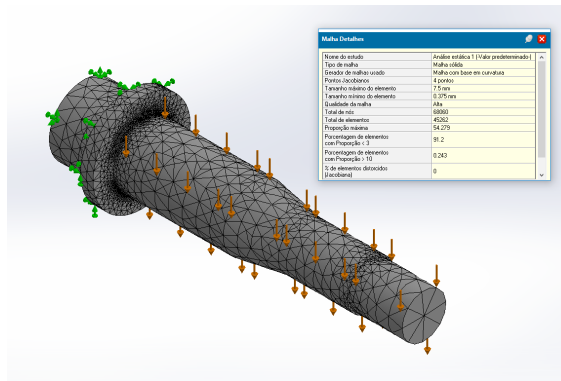 Malha Detalhes
Nome do estudo Análise estática 1 (-Valor predeterminado-)
Tipo de malha Malha sólida
Gerador de malhas usado Malha com base em curvatura
Pontos Jacobianos 4 pontos
Tamanho máximo do elemento 7.5 mm
Tamanho mínimo do elemento 0.375 mm
Qualidade da malha Alta
Total de nós 68060
Total de elementos 45262
Proporção máxima 54.279
Porcentagem de elementos
com Proporção < 3 91.2
Porcentagem de elementos
com Proporção > 10 0.243
% de elementos distorcidos
(Jacobiana) 0